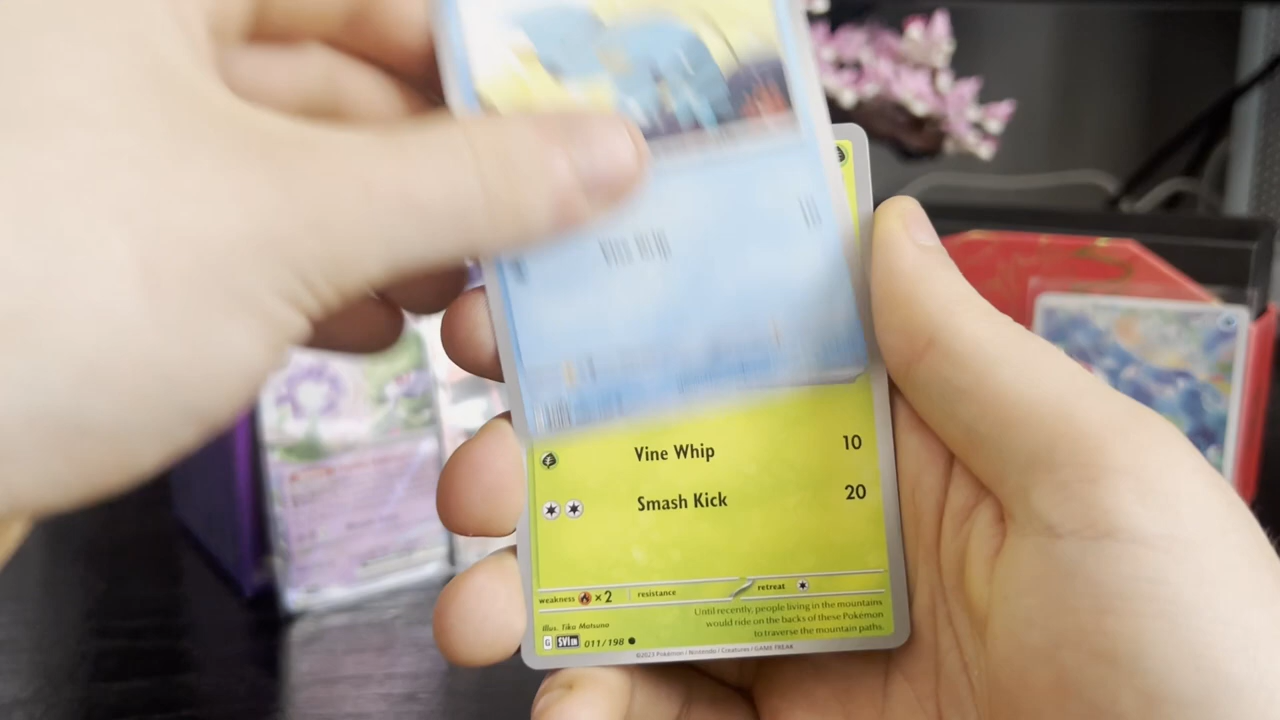 Vine Whip 10
Smash Kick 20
weakness ×2 resistance retreat
Until recently, people living in the mountains
would ride on the backs of these Pokémon
to traverse the mountain paths.
Illus. Tika Matsuno
G SVI EN 011/198
©2023 Pokémon / Nintendo / Creatures / GAME FREAK